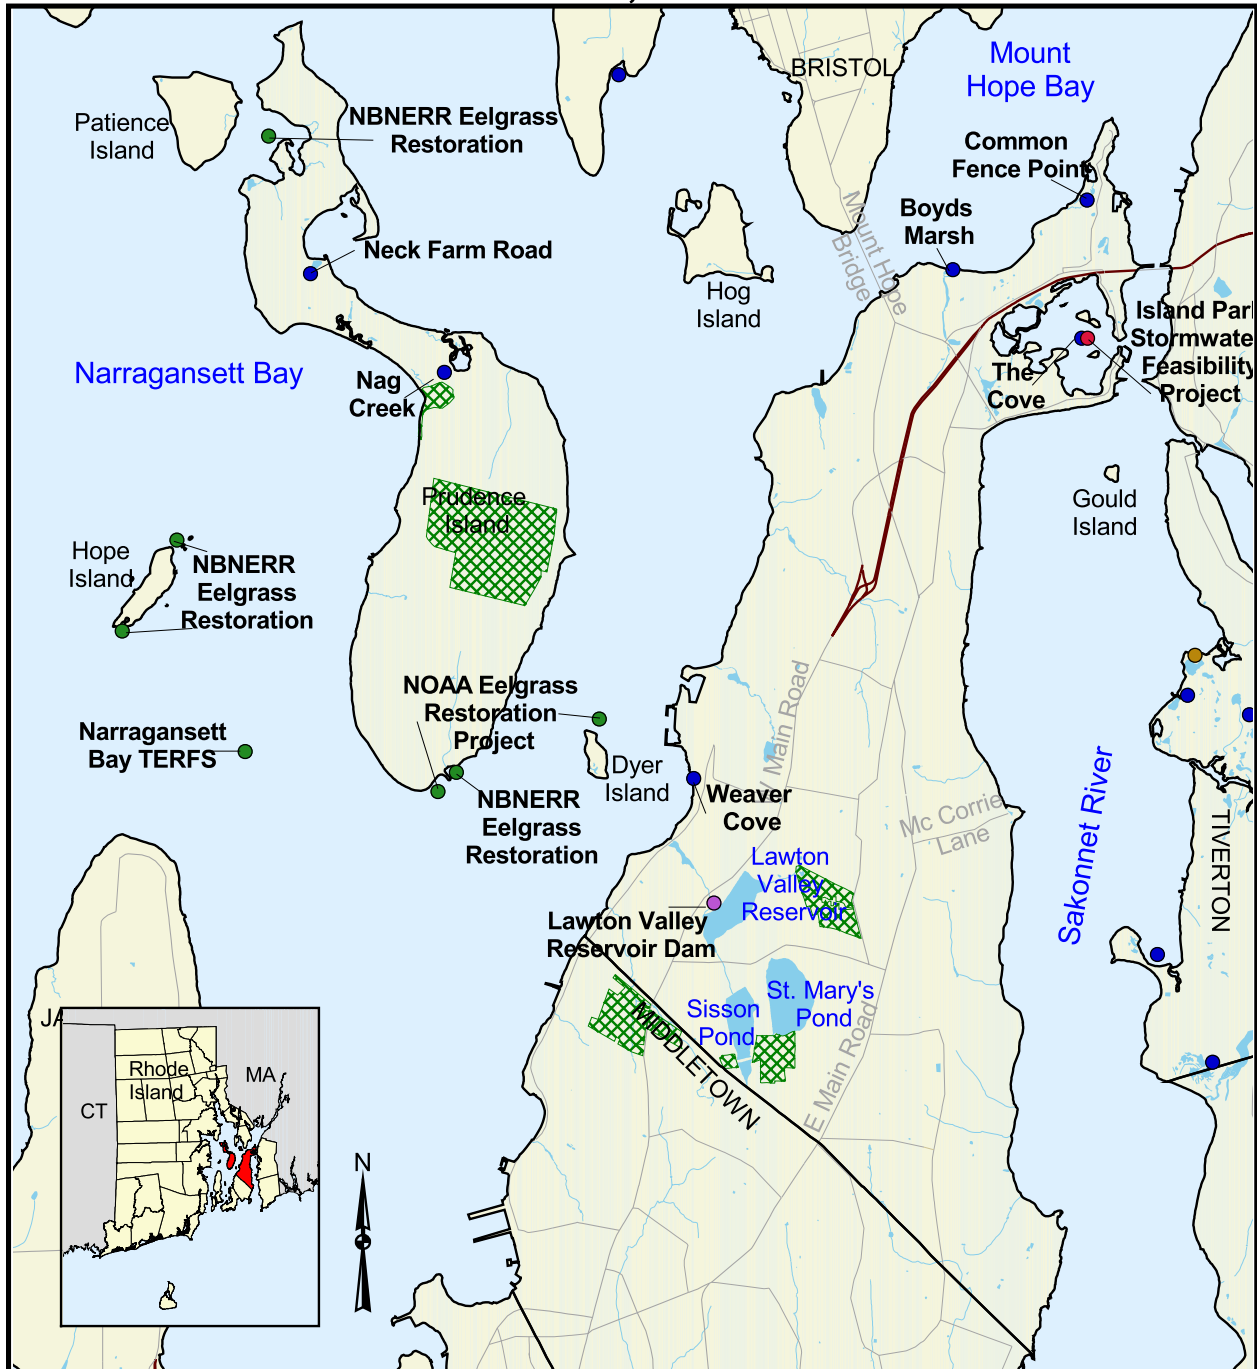 Mount
Hope Bay
BRISTOL
Patience
Island
NBNERR Eelgrass
Restoration
Common
Fence Point
Boyds
Marsh
Mount Hope
Bridge
Neck Farm Road
Hog
Island
Island Par
Stormwate
Feasibility
Project
The
Cove
Narragansett Bay
Nag
Creek
Prudence
Island
Gould
Island
Hope
Island
NBNERR
Eelgrass
Restoration
NOAA Eelgrass
Restoration
Project
Narragansett
Bay TERFS
W Main Road
Dyer
Island
Weaver
Cove
NBNERR
Eelgrass
Restoration
Mc Corrie
Lane
Sakonnet River
TIVERTON
Lawton
Valley
Reservoir
Lawton Valley
Reservoir Dam
St. Mary's
Pond
Sisson
Pond
MIDDLETOWN
E Main Road
JA
Rhode
Island
MA
CT
N